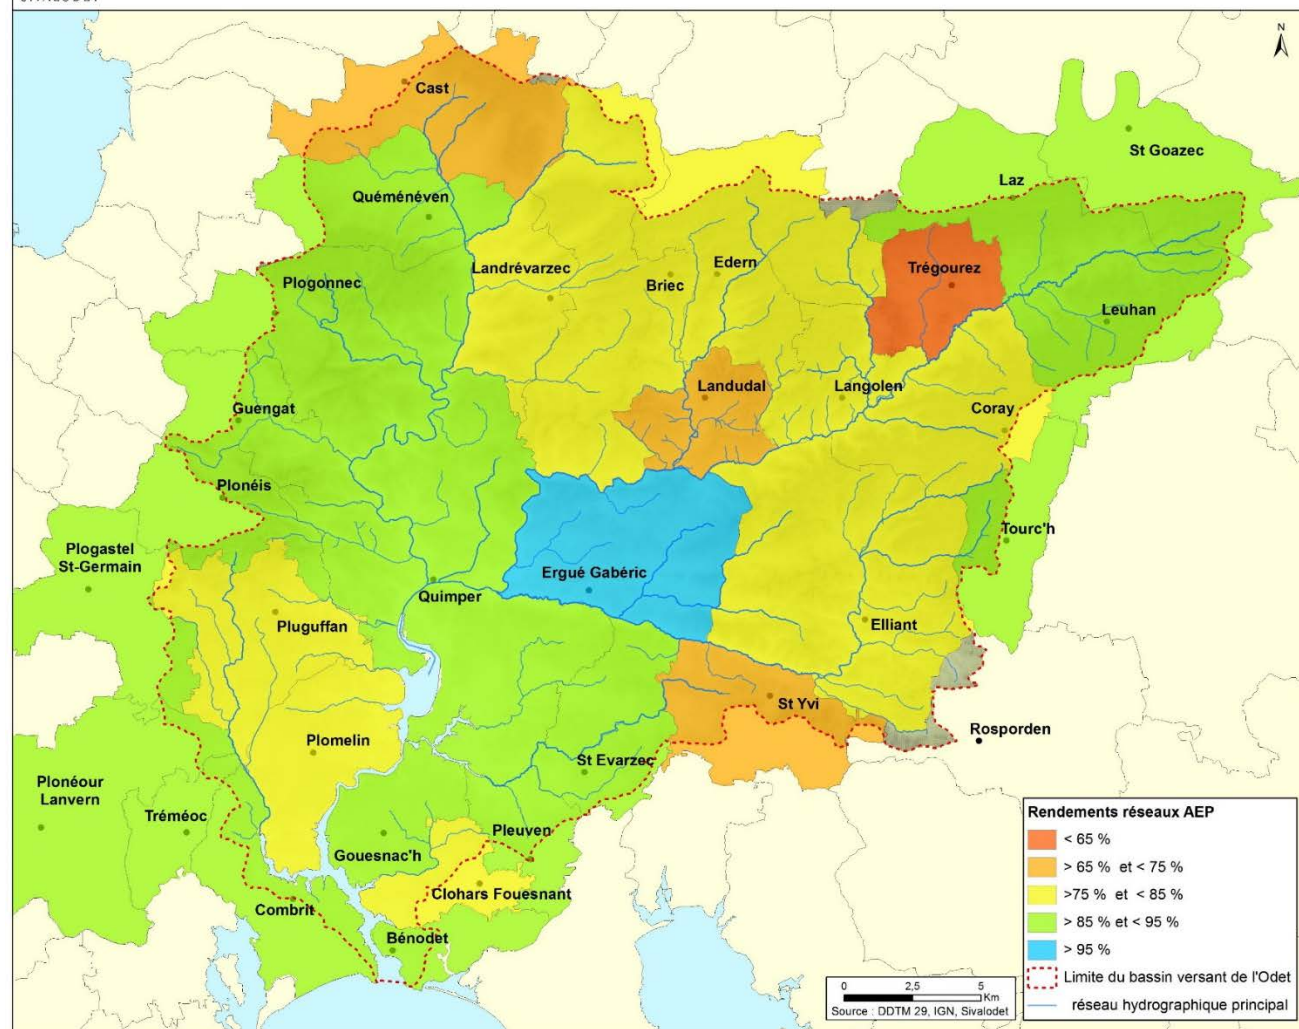 N
Cast
St Goazec
Laz
Quéménéven
Trégourez
Edern
Landrévarzec
Briec
Plogonnec
Leuhan
Landudal
Langolen
Guengat
Coray
Plonéis
Tourc'h
Plogastel
St-Germain
Ergué Gabéric
Quimper
Pluguffan
Elliant
St Yvi
Rosporden
Plomelin
St Evarzec
Plonéour
Lanvern
Tréméoc
Pleuven
Gouesnac'h
Clohars Fouesnant
Combrit
Bénodet
Rendements réseaux AEP
< 65 %
> 65 % et < 75 %
>75 % et < 85 %
> 85 % et < 95 %
> 95 %
Limite du bassin versant de l'Odet
réseau hydrographique principal
0 2,5 5
Km
Source : DDTM 29, IGN, Sivalodet